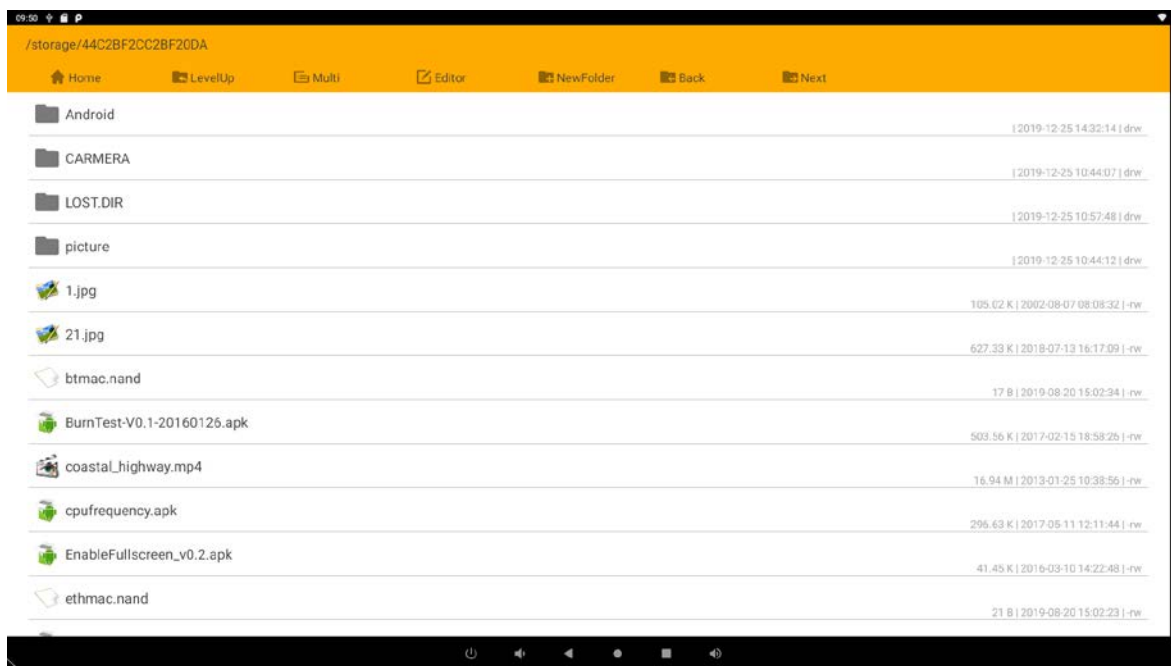 09:50
/storage/44C2BF2CC2BF20DA
Home LevelUp Multi Editor NewFolder Back Next
Android
| 2019-12-25 14:32:14 | drw
CARMERA
| 2019-12-25 10:44:07 | drw
LOST.DIR
| 2019-12-25 10:57:48 | drw
picture
| 2019-12-25 10:44:12 | drw
1.jpg
105.02 K | 2002-08-07 08:08:32 | -rw
21.jpg
627.33 K | 2018-07-13 16:17:09 | -rw
btmac.nand
17 B | 2019-08-20 15:02:34 | -rw
BurnTest-V0.1-20160126.apk
503.56 K | 2017-02-15 18:58:26 | -rw
coastal_highway.mp4
16.94 M | 2013-01-25 10:38:56 | -rw
cpufrequency.apk
296.63 K | 2017-05-11 12:11:44 | -rw
EnableFullscreen_v0.2.apk
41.45 K | 2016-03-10 14:22:48 | -rw
ethmac.nand
21 B | 2019-08-20 15:02:23 | -rw